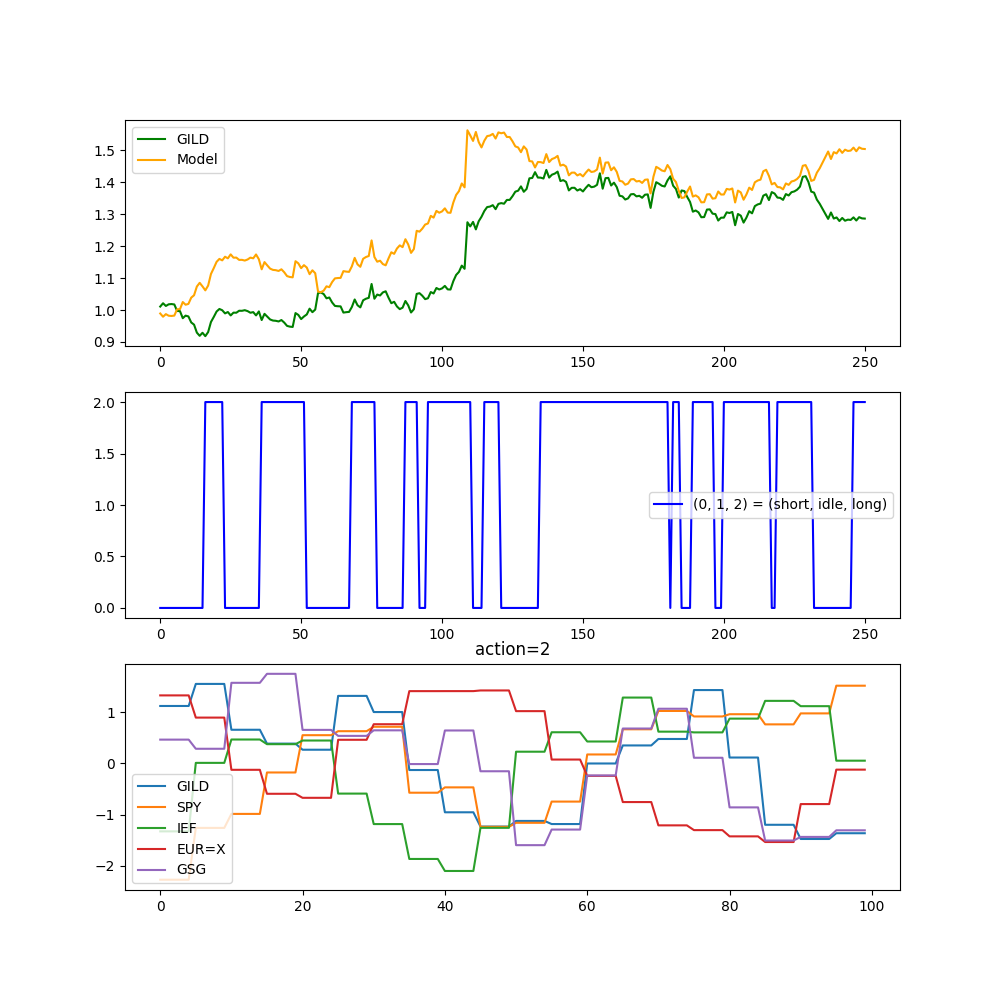 GILD
Model
1.5
1.4
1.3
1.2
1.1
1.0
0.9
0 50 100 150 200 250
2.0
1.5
1.0
0.5
0.0
(0, 1, 2) = (short, idle, long)
0 50 100 150 200 250
action=2
1
0
−1
−2
GILD
SPY
IEF
EUR=X
GSG
0 20 40 60 80 100